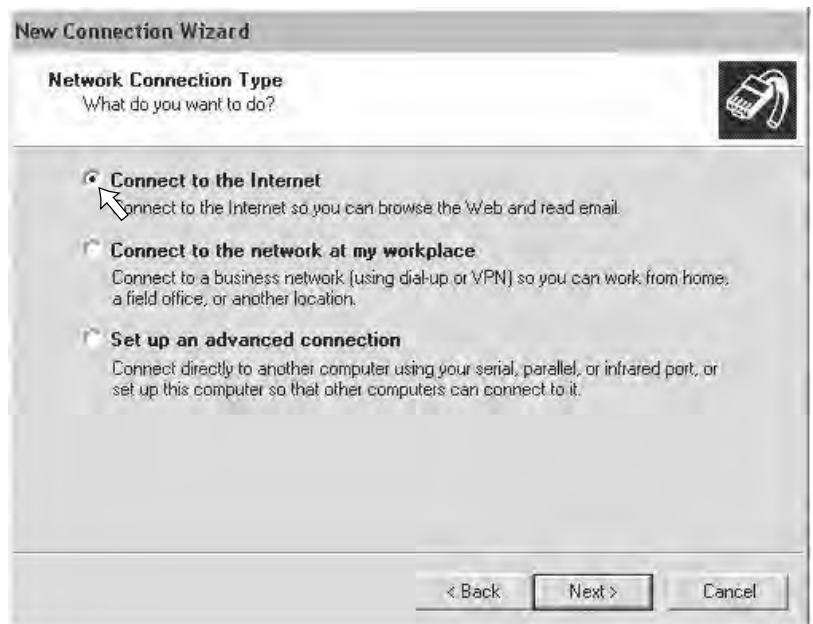 New Connection Wizard
Network Connection Type
What do you want to do?
Connect to the Internet
Connect to the Internet so you can browse the Web and read email.
Connect to the network at my workplace
Connect to a business network (using dial-up or VPN) so you can work from home,
a field office, or another location.
Set up an advanced connection
Connect directly to another computer using your serial, parallel, or infrared port, or
set up this computer so that other computers can connect to it.
< Back
Next >
Cancel